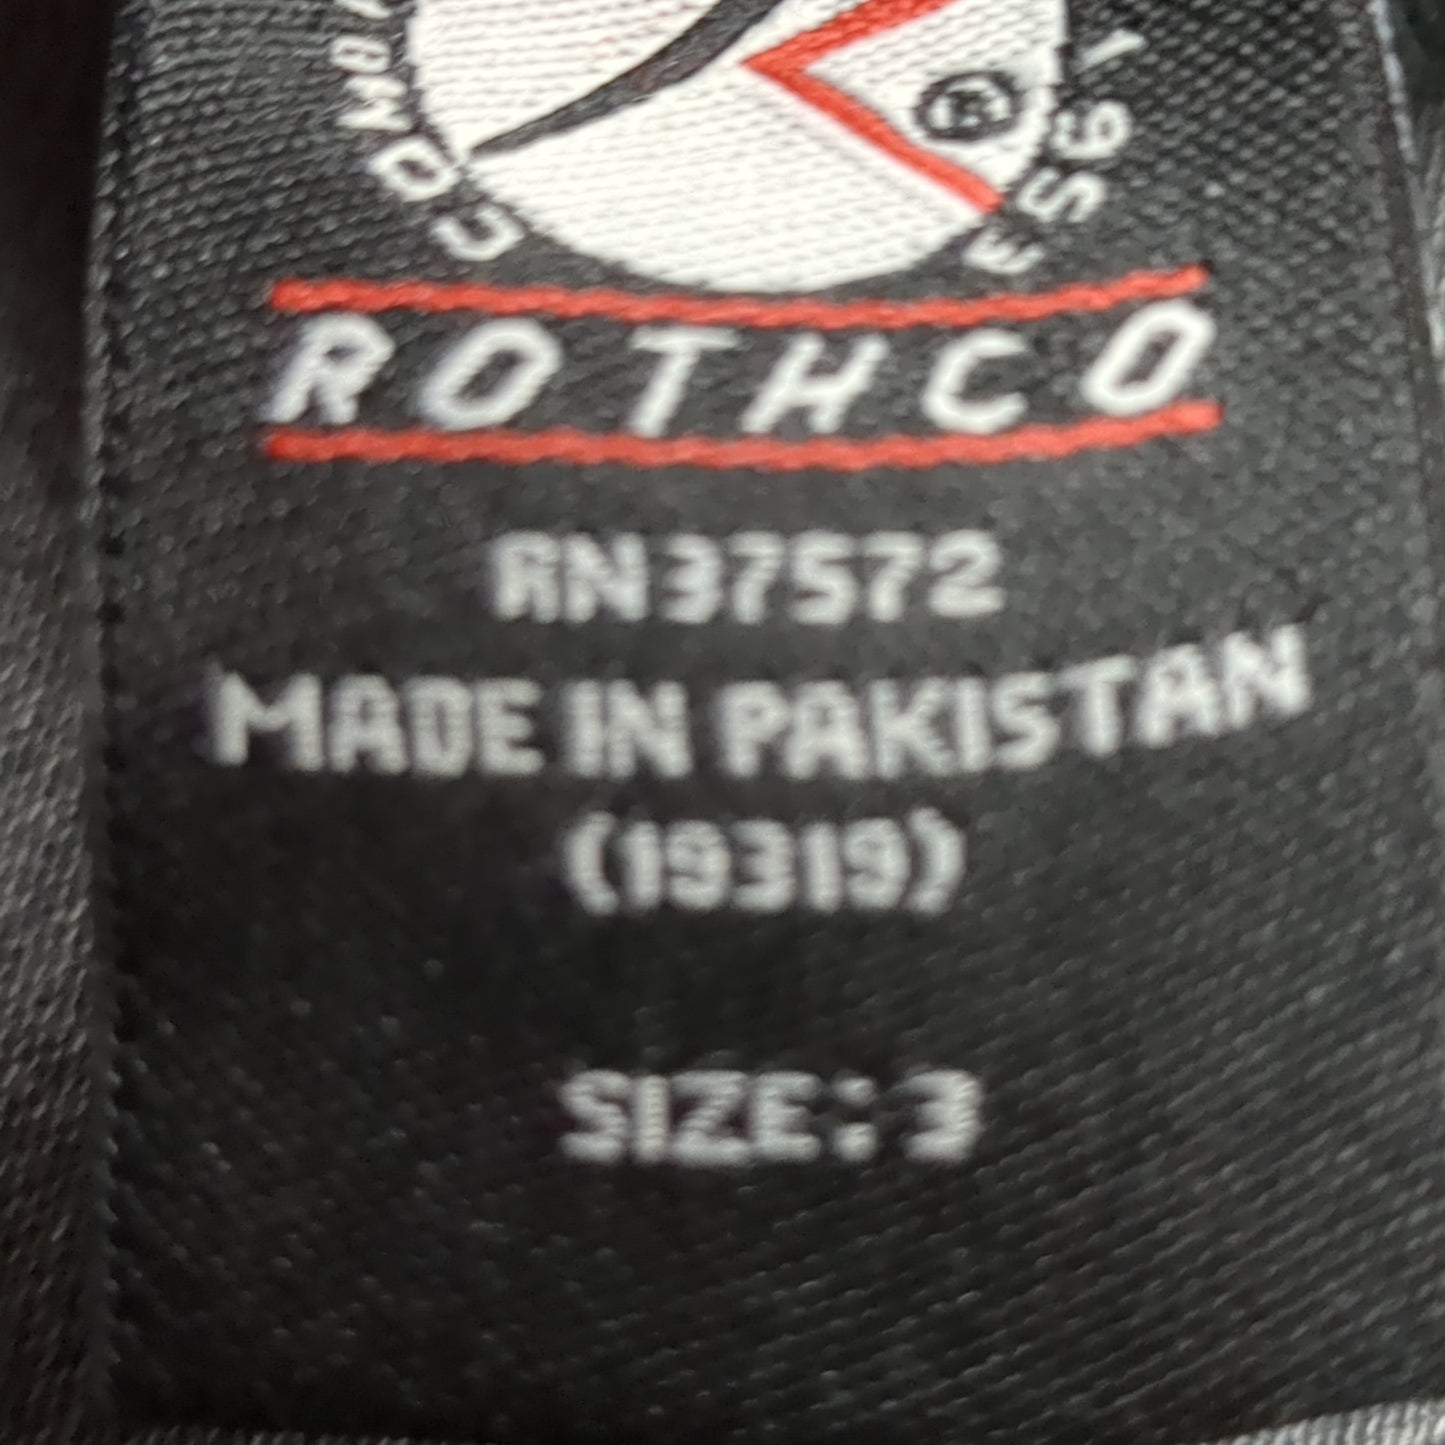 ®
ROTHCO
RN37572
MADE IN PAKISTAN
(19319)
SIZE: 3